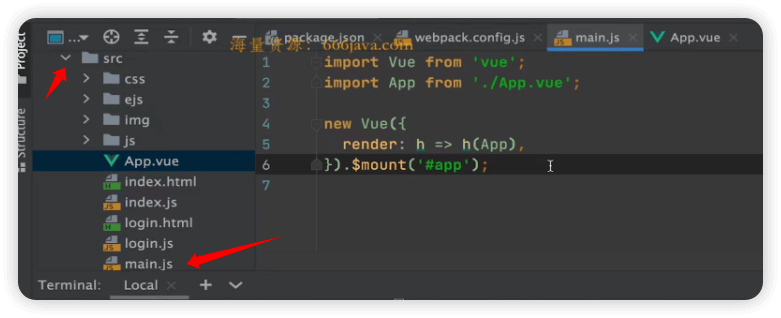 Project
Structure
...
海量资源：666java.com
package.json
webpack.config.js
main.js
App.vue
src
css
ejs
img
js
App.vue
index.html
index.js
login.html
login.js
main.js
1 import Vue from 'vue';
2 import App from './App.vue';
3
4 new Vue({
5 render: h => h(App),
6 }).$mount('#app');
7
Terminal: Local